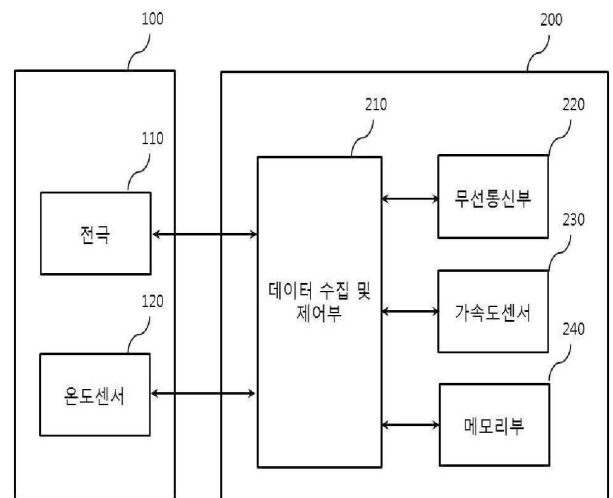 100
200
110
전극
120
온도센서
210
데이터 수집 및
제어부
220
무선통신부
230
가속도센서
240
메모리부